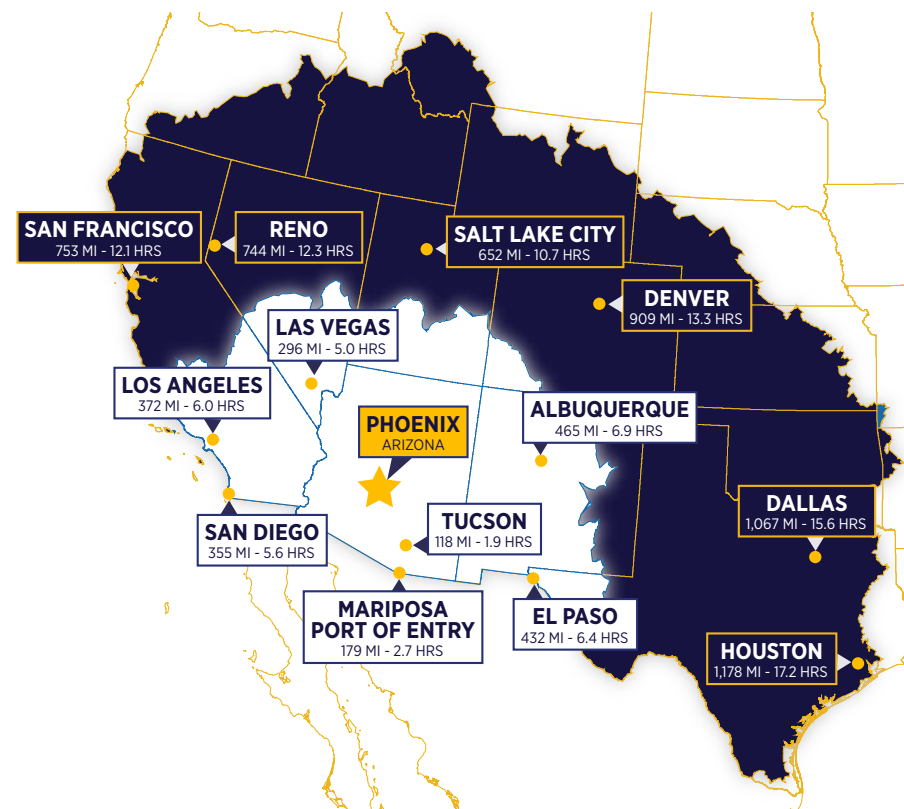 SAN FRANCISCO
753 MI - 12.1 HRS
RENO
744 MI - 12.3 HRS
SALT LAKE CITY
652 MI - 10.7 HRS
DENVER
909 MI - 13.3 HRS
LAS VEGAS
296 MI - 5.0 HRS
LOS ANGELES
372 MI - 6.0 HRS
PHOENIX
ARIZONA
ALBUQUERQUE
465 MI - 6.9 HRS
DALLAS
1,067 MI - 15.6 HRS
SAN DIEGO
355 MI - 5.6 HRS
TUCSON
118 MI - 1.9 HRS
MARIPOSA
PORT OF ENTRY
179 MI - 2.7 HRS
EL PASO
432 MI - 6.4 HRS
HOUSTON
1,178 MI - 17.2 HRS